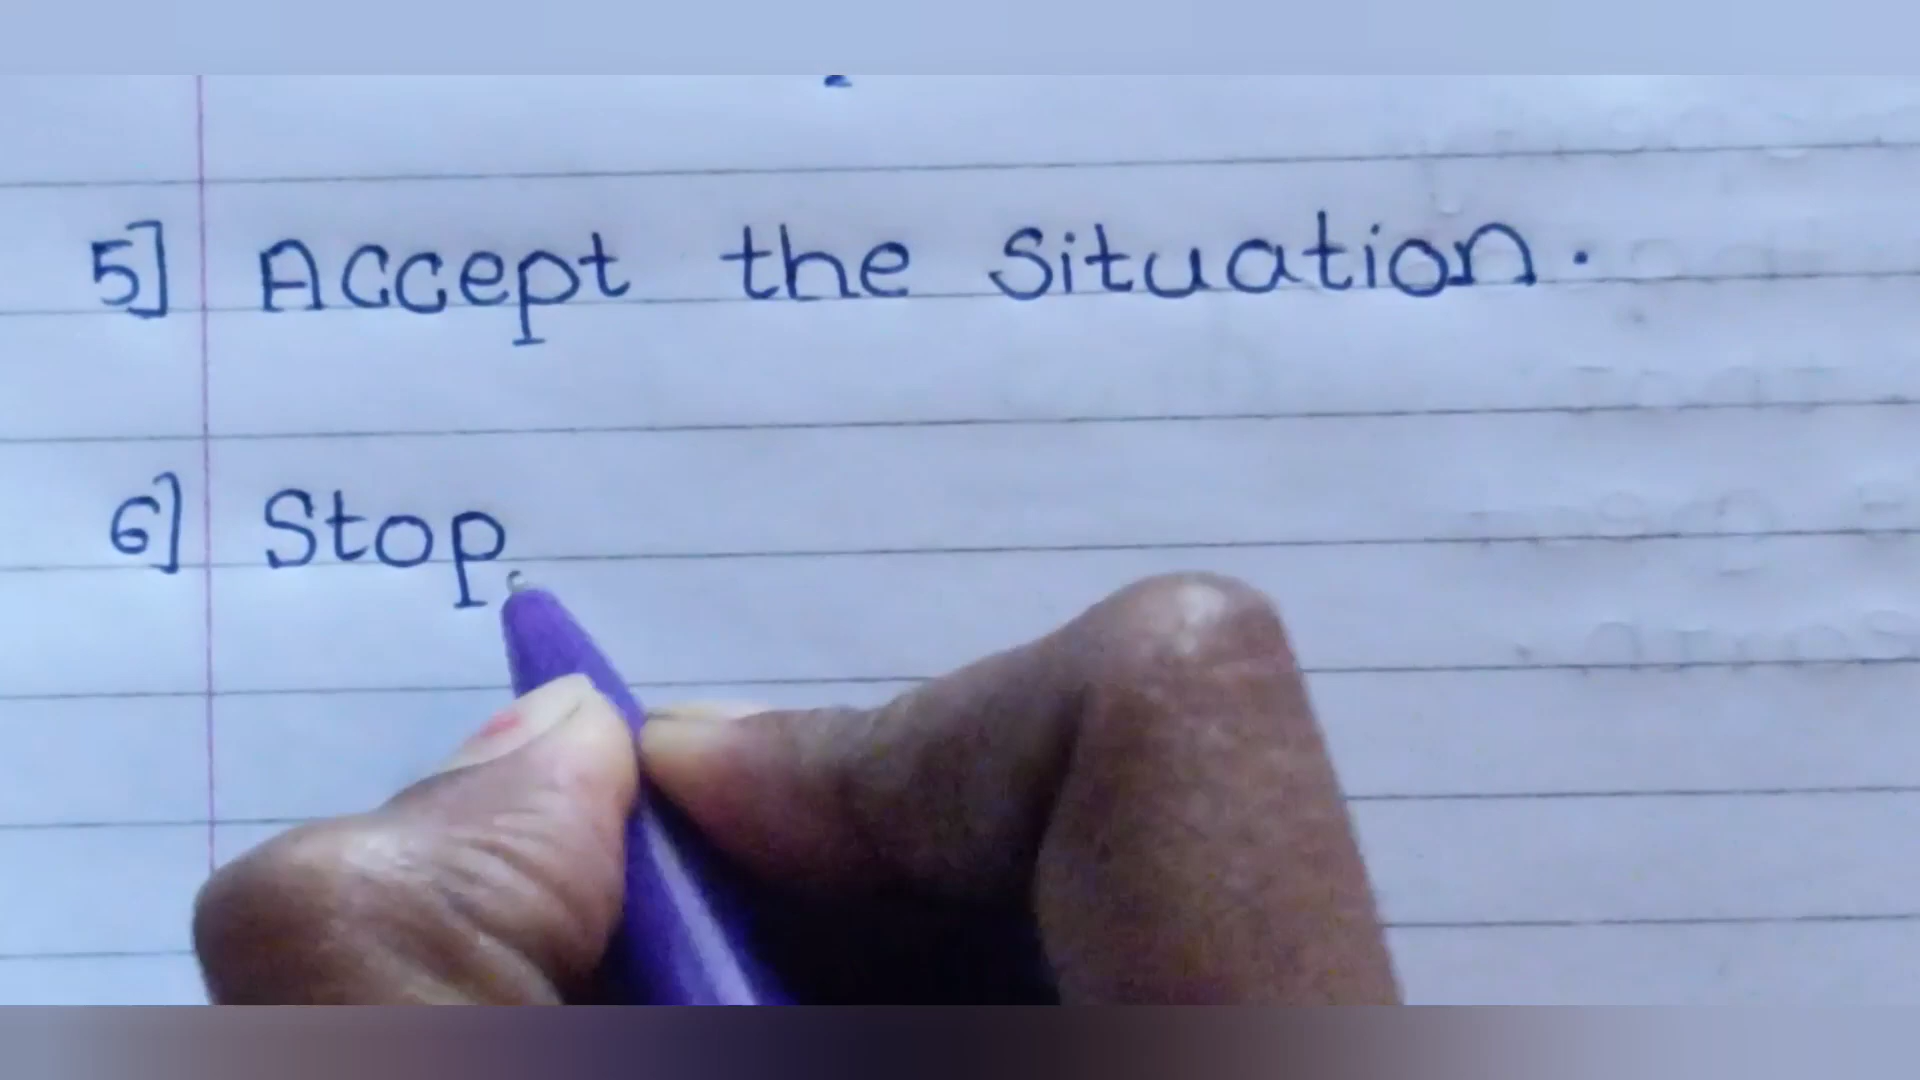 5] Accept the situation.
6] Stop